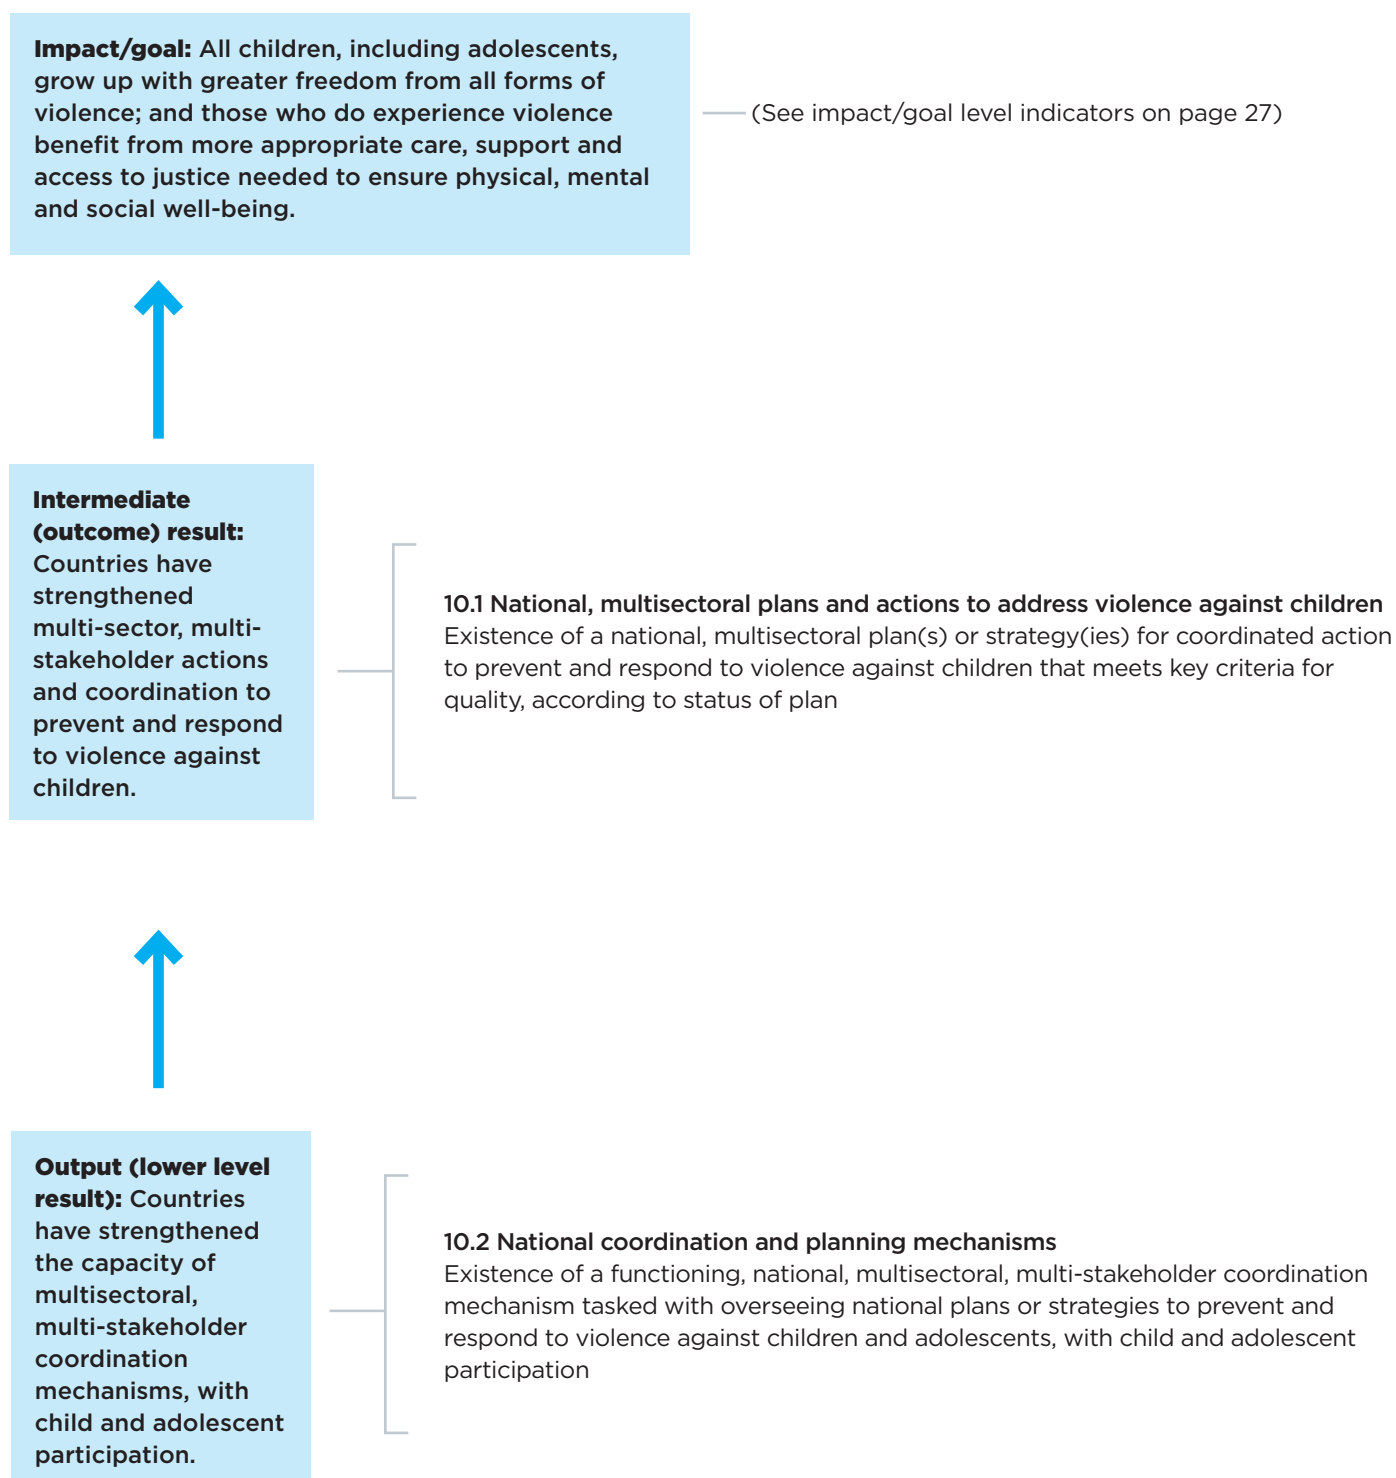 Impact/goal: All children, including adolescents,
grow up with greater freedom from all forms of
violence; and those who do experience violence
benefit from more appropriate care, support and
access to justice needed to ensure physical, mental
and social well-being.
(See impact/goal level indicators on page 27)
Intermediate
(outcome) result:
Countries have
strengthened
multi-sector, multi-
stakeholder actions
and coordination to
prevent and respond
to violence against
children.
10.1 National, multisectoral plans and actions to address violence against children
Existence of a national, multisectoral plan(s) or strategy(ies) for coordinated action
to prevent and respond to violence against children that meets key criteria for
quality, according to status of plan
Output (lower level
result): Countries
have strengthened
the capacity of
multisectoral,
multi-stakeholder
coordination
mechanisms, with
child and adolescent
participation.
10.2 National coordination and planning mechanisms
Existence of a functioning, national, multisectoral, multi-stakeholder coordination
mechanism tasked with overseeing national plans or strategies to prevent and
respond to violence against children and adolescents, with child and adolescent
participation